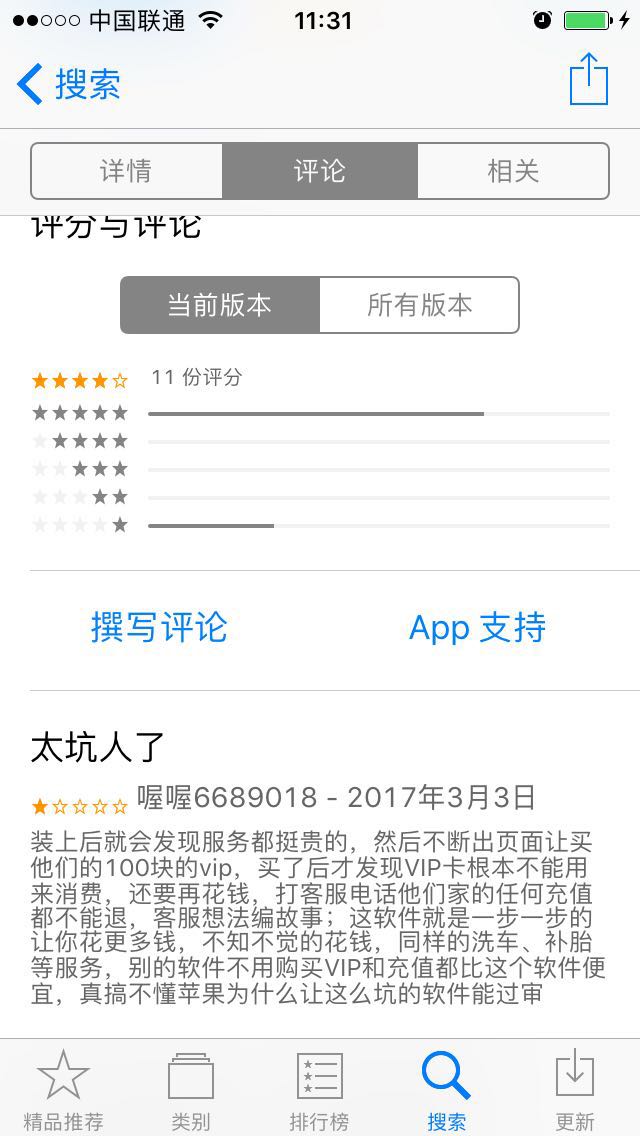 中国联通
11:31
搜索
详情
评论
相关
评分与评论
当前版本
所有版本
11 份评分
撰写评论
App 支持
太坑人了
喔喔6689018 - 2017年3月3日
装上后就会发现服务都挺贵的，然后不断出页面让买
他们的100块的vip，买了后才发现VIP卡根本不能用
来消费，还要再花钱，打客服电话他们家的任何充值
都不能退，客服想法编故事；这软件就是一步一步的
让你花更多钱，不知不觉的花钱，同样的洗车、补胎
等服务，别的软件不用购买VIP和充值都比这个软件便
宜，真搞不懂苹果为什么让这么坑的软件能过审
精品推荐
类别
排行榜
搜索
更新